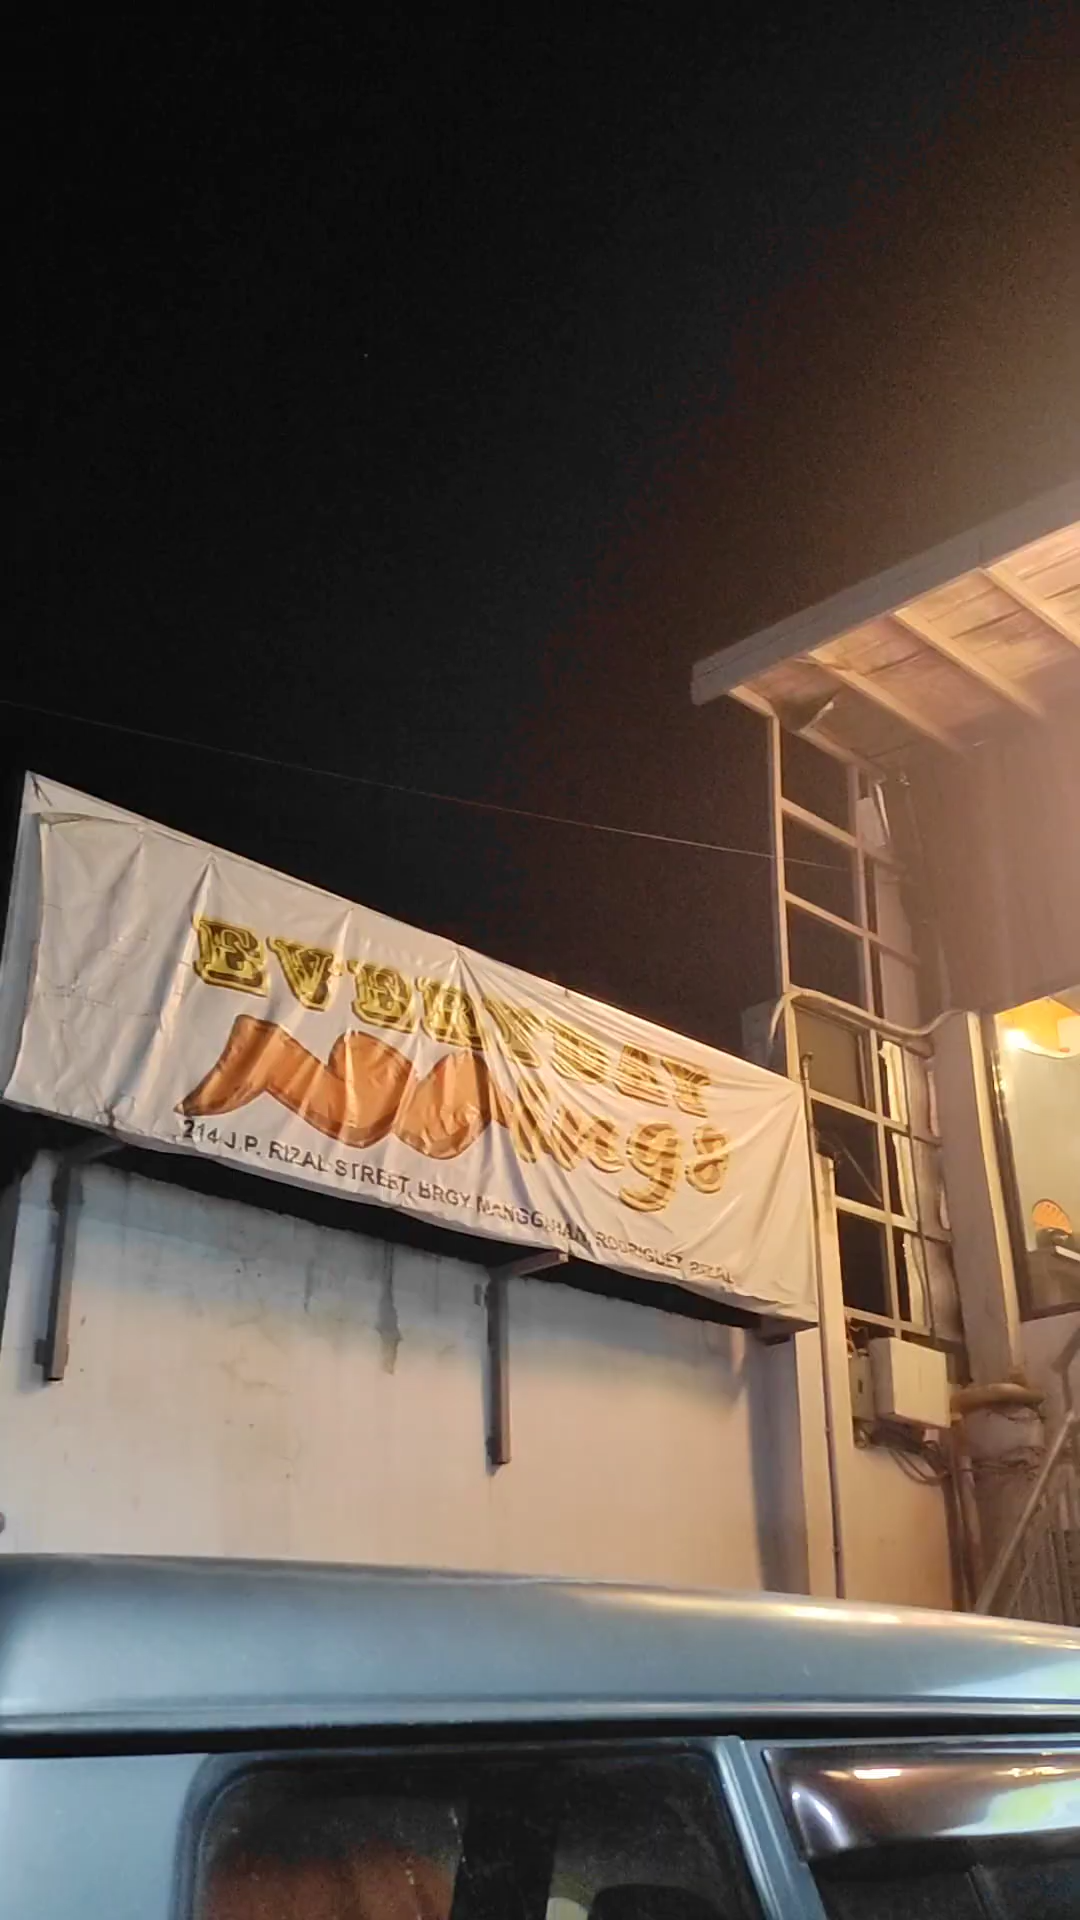 EVERYDAY
Wings
214 J.P. RIZAL STREET, BRGY. MANGGAHAN, RODRIGUEZ, RIZAL